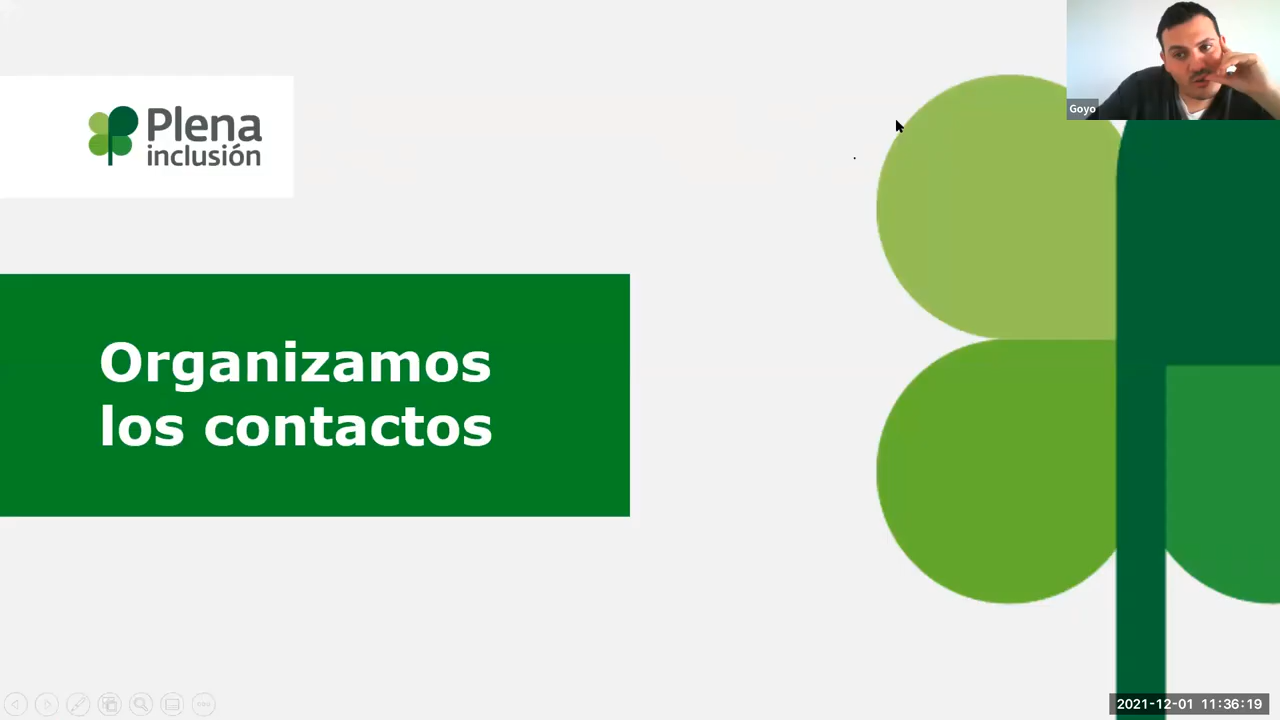 Plena
inclusión
Goyo
Organizamos
los contactos
2021-12-01 11:36:19